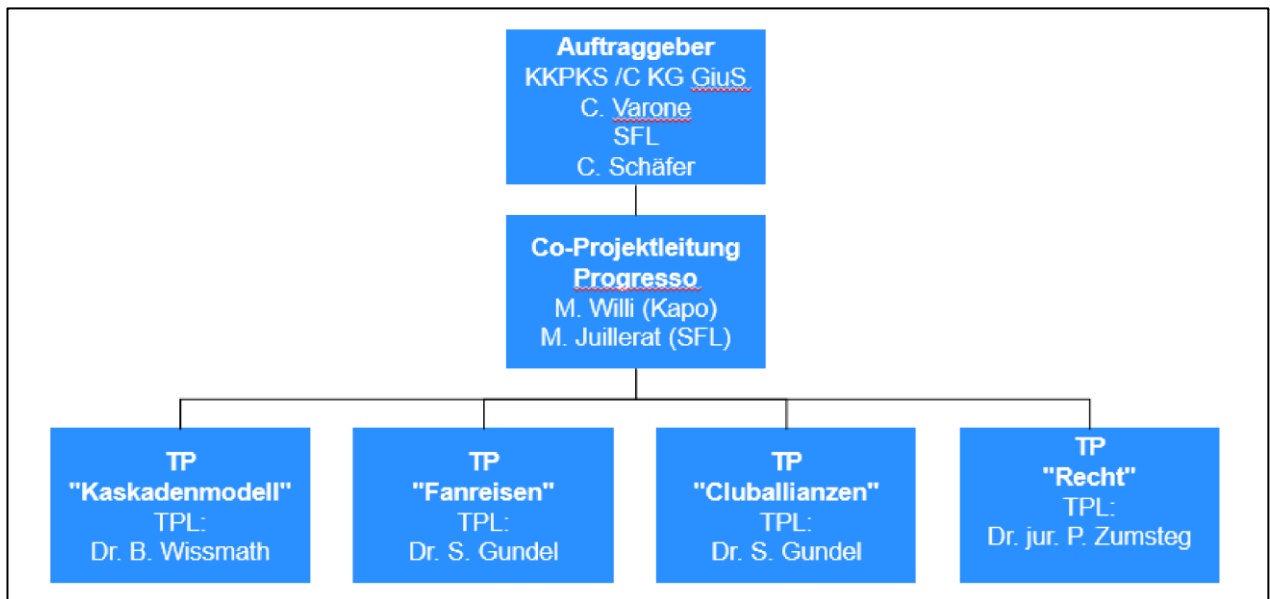 Auftraggeber
KKPKS /C KG GiuS
C. Varone
SFL
C. Schäfer
Co-Projektleitung
Progresso
M. Willi (Kapo)
M. Juillerat (SFL)
TP
"Kaskadenmodell"
TPL:
Dr. B. Wissmath
TP
"Fanreisen"
TPL:
Dr. S. Gundel
TP
"Cluballianzen"
TPL:
Dr. S. Gundel
TP
"Recht"
TPL:
Dr. jur. P. Zumsteg